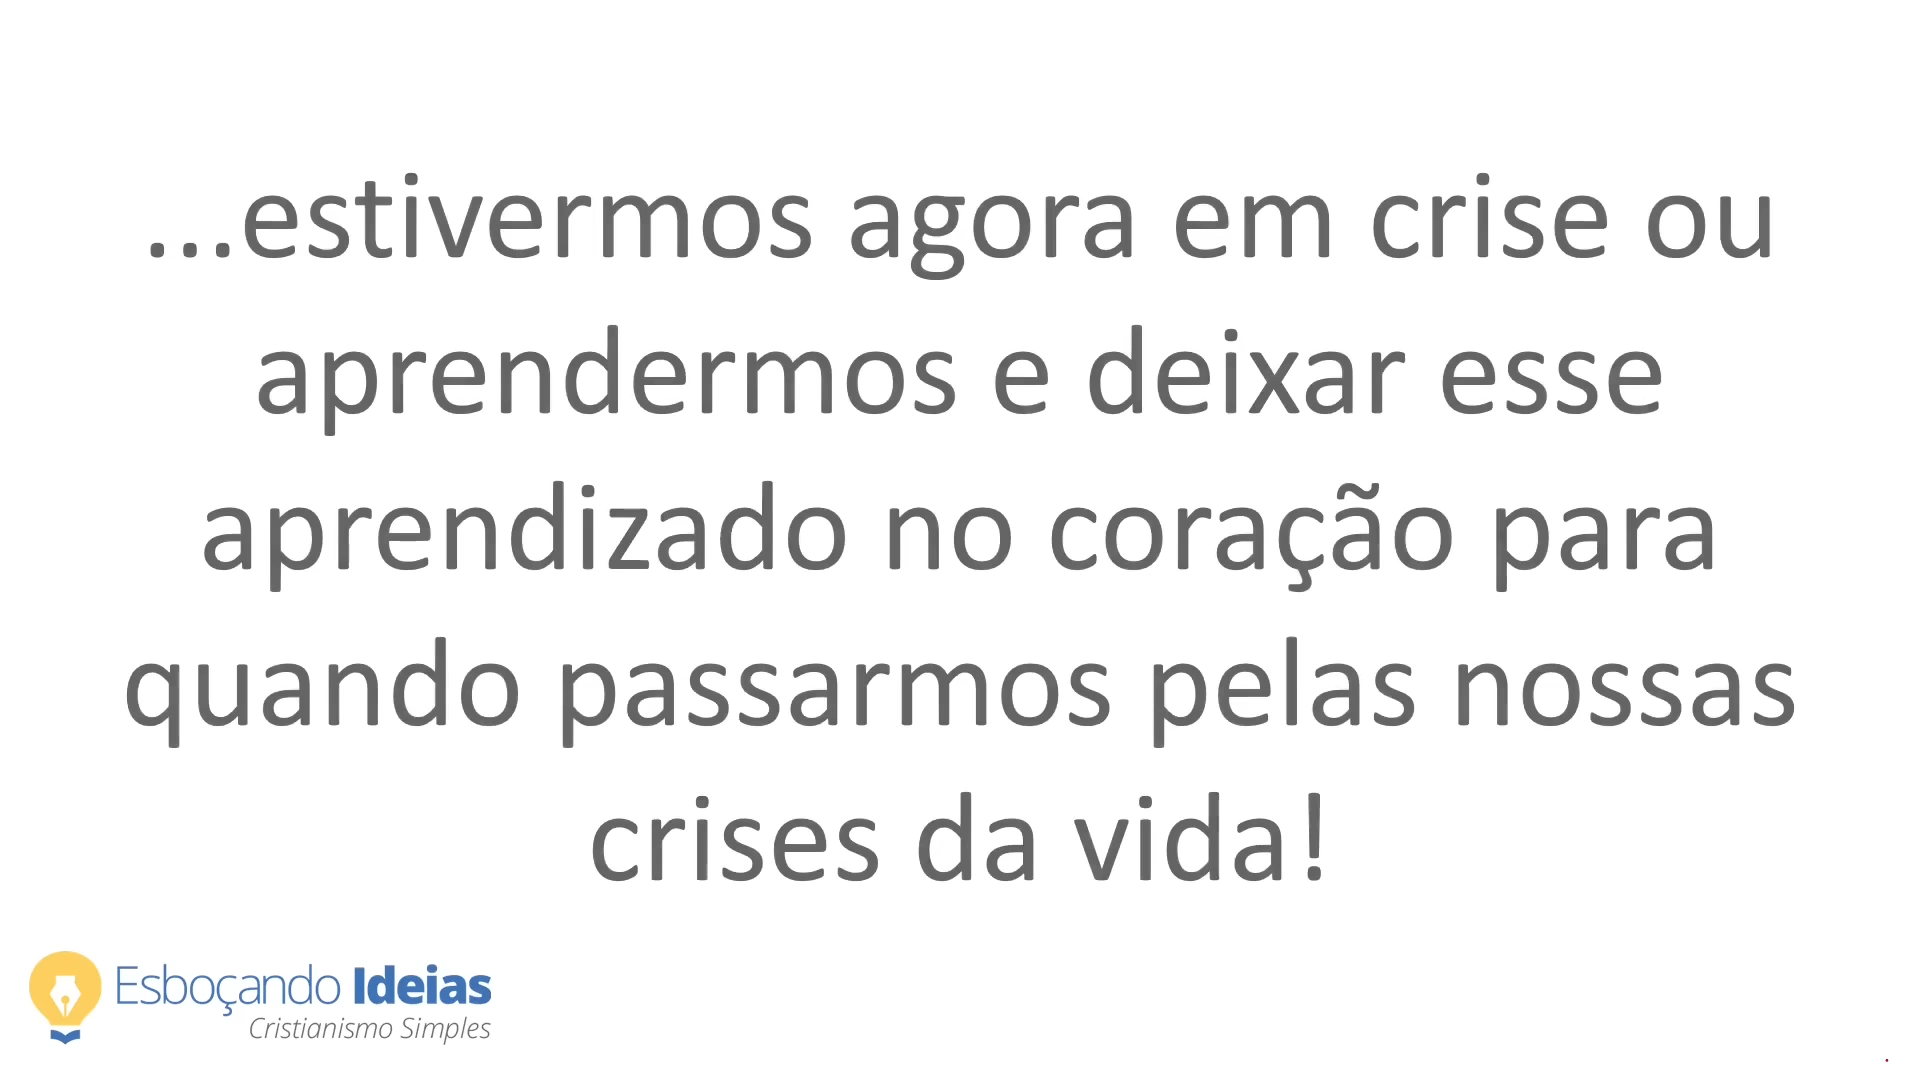 ...estivermos agora em crise ou
aprendermos e deixar esse
aprendizado no coração para
quando passarmos pelas nossas
crises da vida!
Esboçando Ideias
Cristianismo Simples